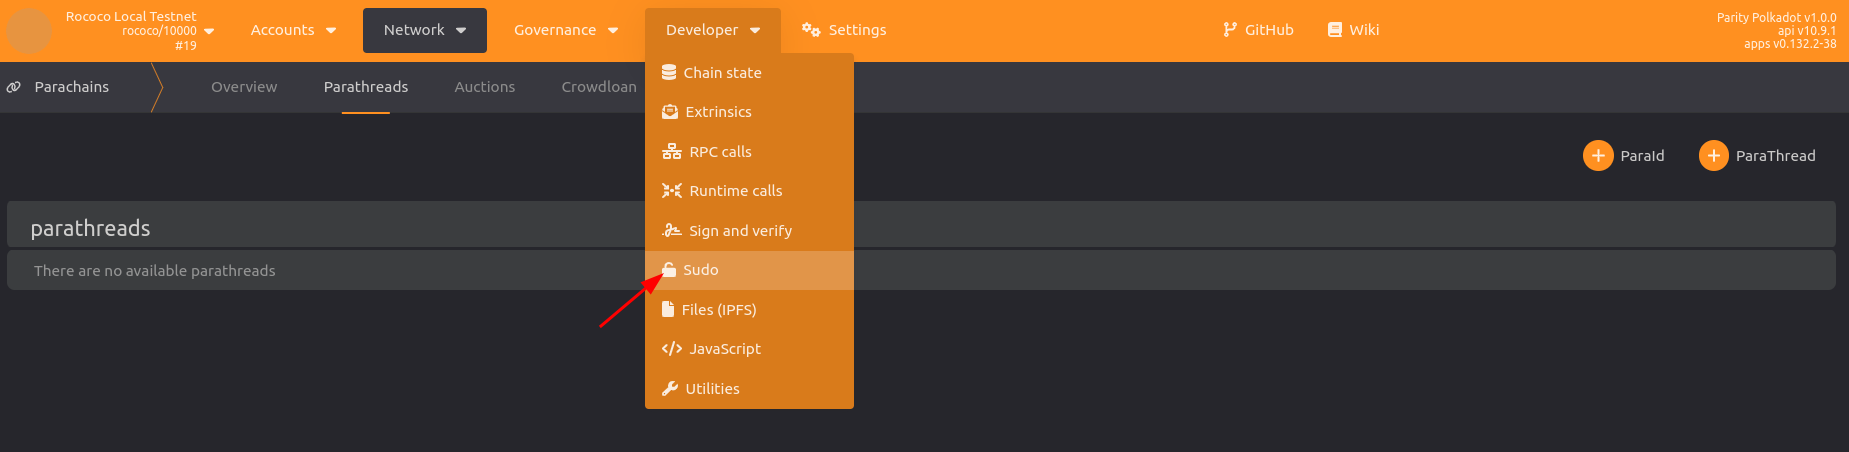 Rococo Local Testnet
rococo/10000
#19
Accounts
Network
Governance
Developer
Settings
GitHub
Wiki
Parity Polkadot v1.0.0
api v10.9.1
apps v0.132.2-38
Parachains
Overview
Parathreads
Auctions
Crowdloan
Chain state
Extrinsics
RPC calls
Runtime calls
Sign and verify
Sudo
Files (IPFS)
JavaScript
Utilities
ParaId
ParaThread
parathreads
There are no available parathreads